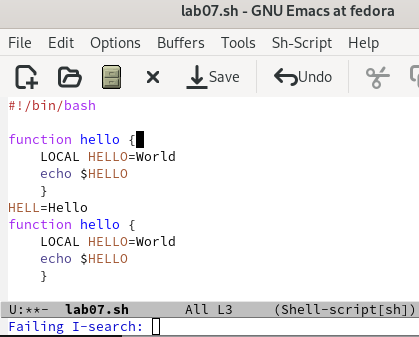 lab07.sh - GNU Emacs at fedora
File Edit Options Buffers Tools Sh-Script Help
Save Undo
#!/bin/bash
function hello {
    LOCAL HELLO=World
    echo $HELLO
    }
HELL=Hello
function hello {
    LOCAL HELLO=World
    echo $HELLO
    }
U:**-  lab07.sh       All L3     (Shell-script[sh])
Failing I-search: